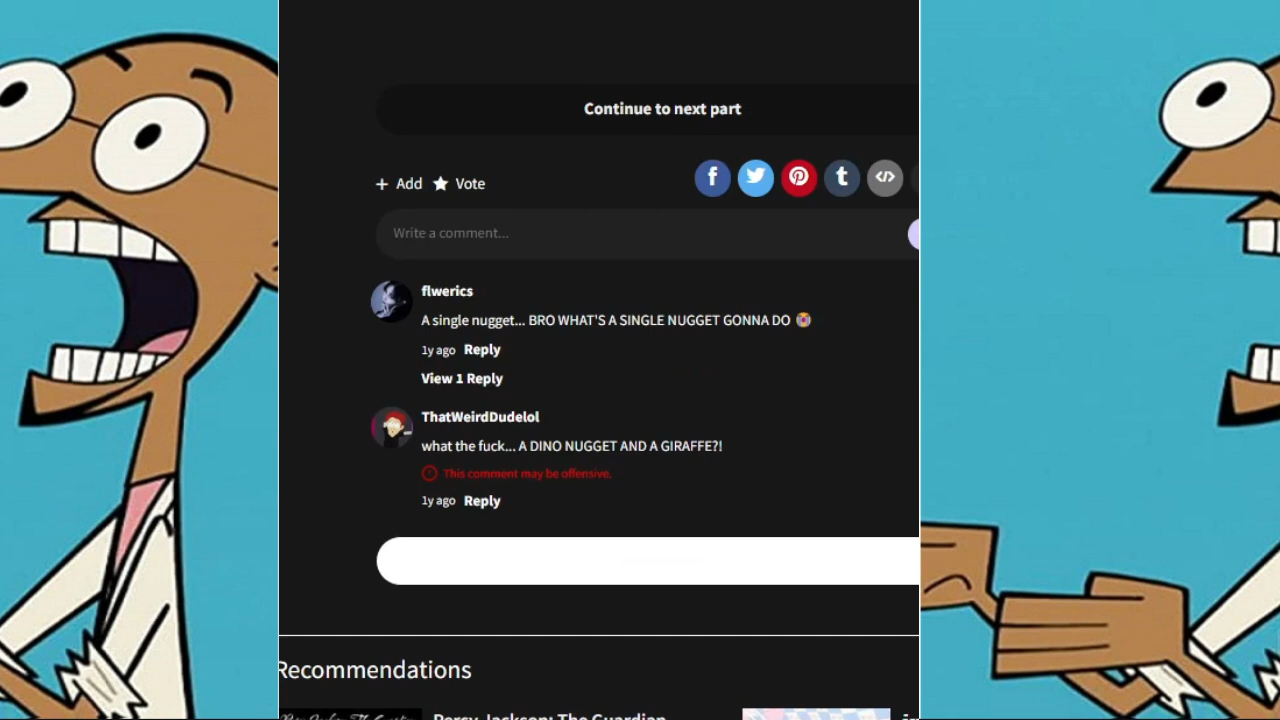 Continue to next part
+ Add ★ Vote
f t </>
Write a comment...
flwerics
A single nugget... BRO WHAT'S A SINGLE NUGGET GONNA DO
1y ago Reply
View 1 Reply
ThatWeirdDudelol
what the fuck... A DINO NUGGET AND A GIRAFFE?!
This comment may be offensive.
1y ago Reply
Recommendations
Percy Jackson: The Guardian